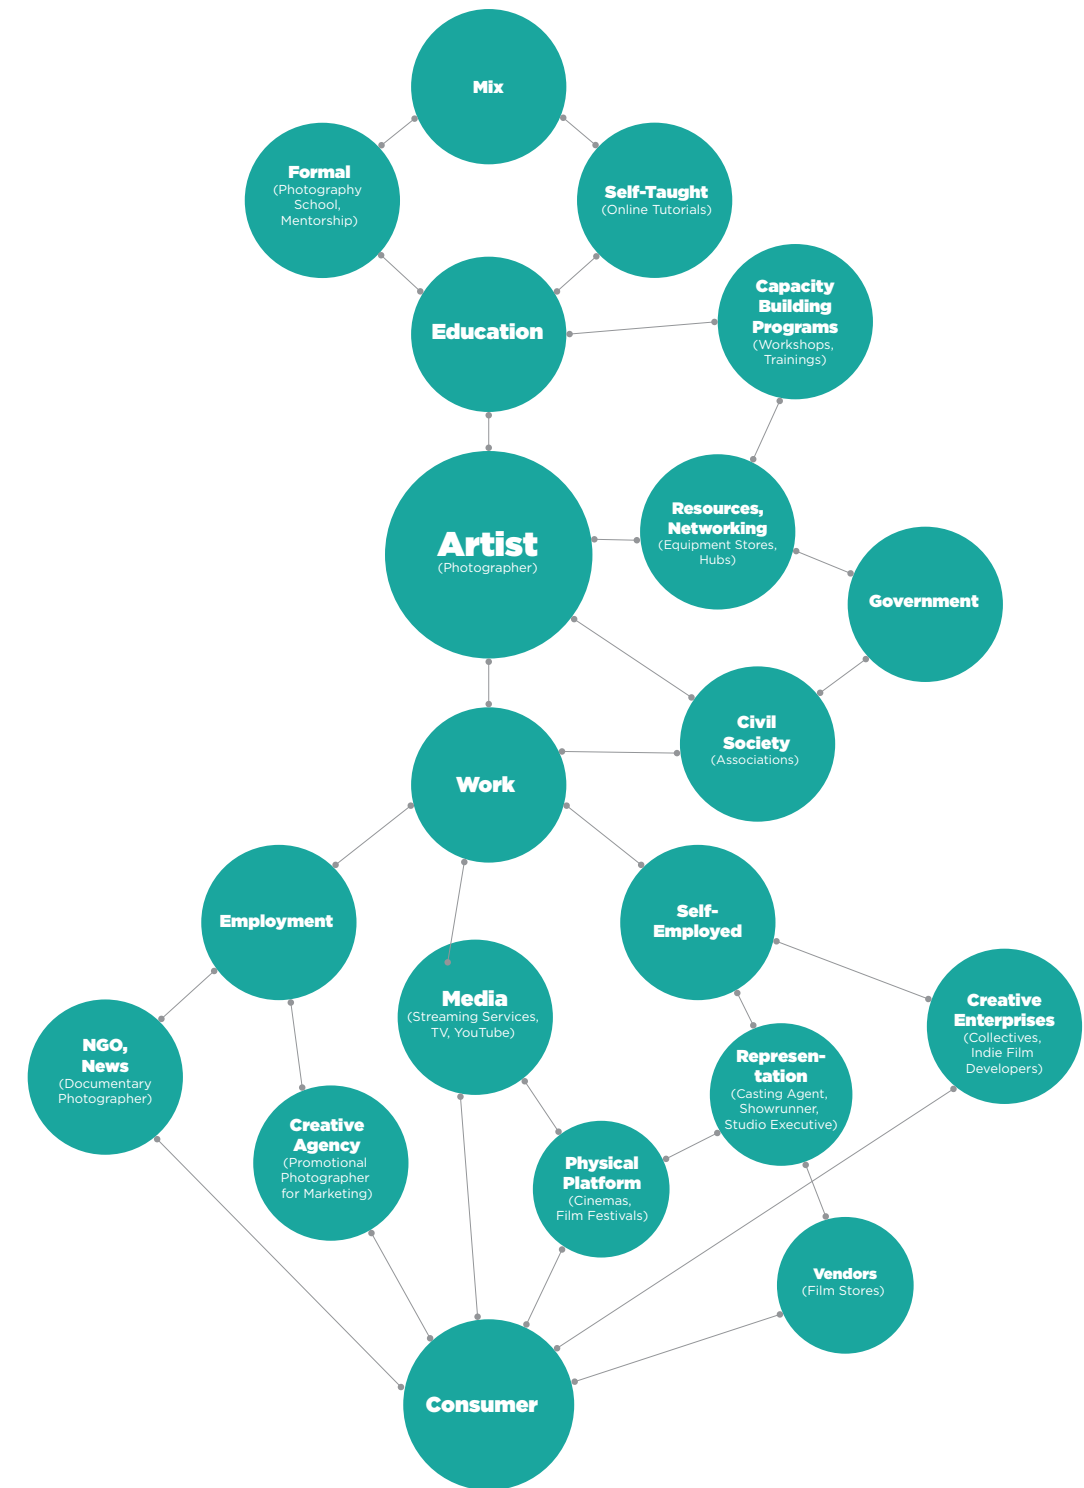 Mix
Formal
(Photography
School,
Mentorship)
Self-Taught
(Online Tutorials)
Education
Capacity
Building
Programs
(Workshops,
Trainings)
Artist
(Photographer)
Resources,
Networking
(Equipment Stores,
Hubs)
Government
Civil
Society
(Associations)
Work
Employment
Self-
Employed
Media
(Streaming Services,
TV, YouTube)
Creative
Enterprises
(Collectives,
Indie Film
Developers)
NGO,
News
(Documentary
Photographer)
Represen-
tation
(Casting Agent,
Showrunner,
Studio Executive)
Creative
Agency
(Promotional
Photographer
for Marketing)
Physical
Platform
(Cinemas,
Film Festivals)
Vendors
(Film Stores)
Consumer